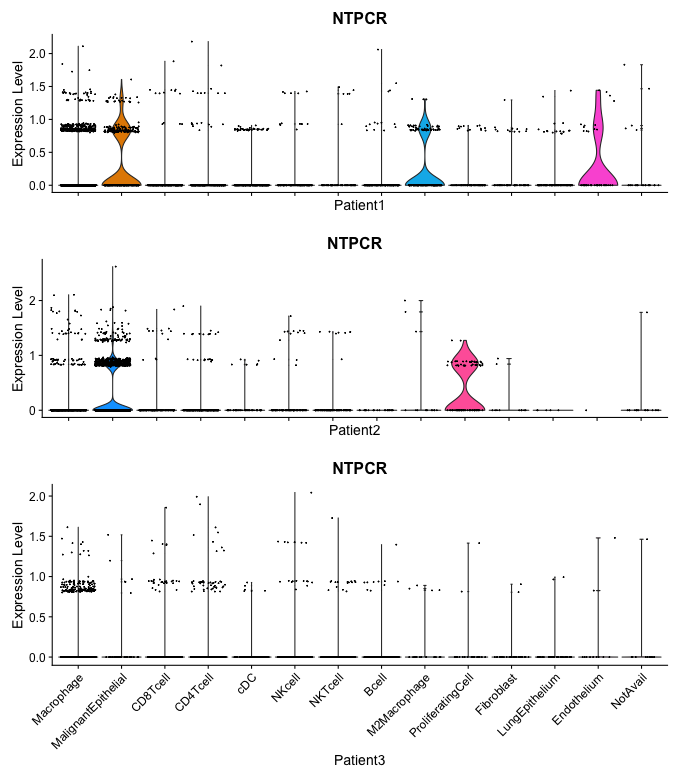 NTPCR
Expression Level
2.0
1.5
1.0
0.5
0.0
Patient1
NTPCR
Expression Level
2
1
0
Patient2
NTPCR
Expression Level
2.0
1.5
1.0
0.5
0.0
Macrophage
MalignantEpithelial
CD8Tcell
CD4Tcell
cDC
NKcell
NKTcell
Bcell
M2Macrophage
ProliferatingCell
Fibroblast
LungEpithelium
Endothelium
NotAvail
Patient3